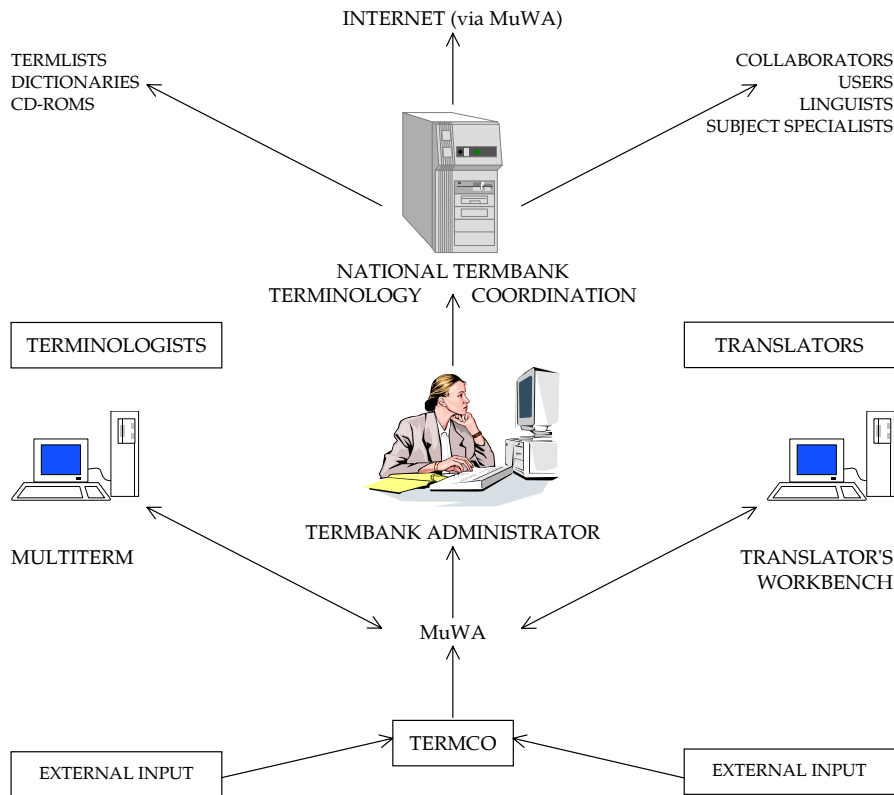 INTERNET (via MuWA)
TERMLISTS
DICTIONARIES
CD-ROMS
COLLABORATORS
USERS
LINGUISTS
SUBJECT SPECIALISTS
NATIONAL TERMBANK
TERMINOLOGY COORDINATION
TERMINOLOGISTS
TRANSLATORS
TERMBANK ADMINISTRATOR
MULTITERM
TRANSLATOR'S
WORKBENCH
MuWA
TERMCO
EXTERNAL INPUT
EXTERNAL INPUT